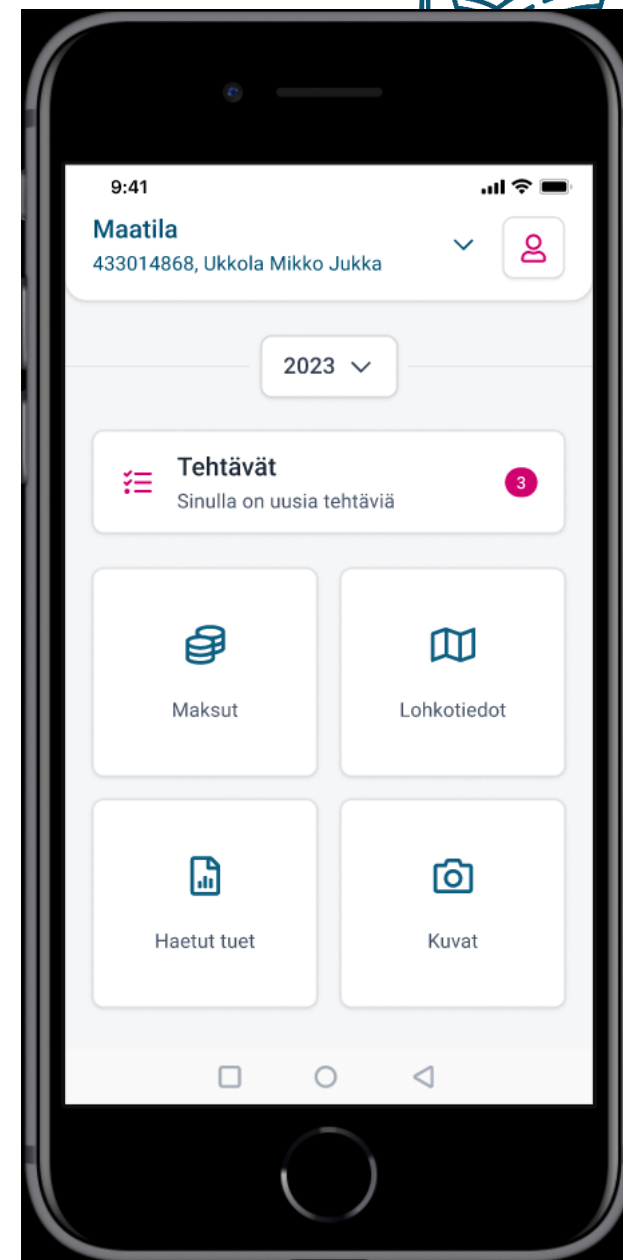 9:41
Maatila
433014868, Ukkola Mikko Jukka
2023
Tehtävät
Sinulla on uusia tehtäviä
3
Maksut
Lohkotiedot
Haetut tuet
Kuvat